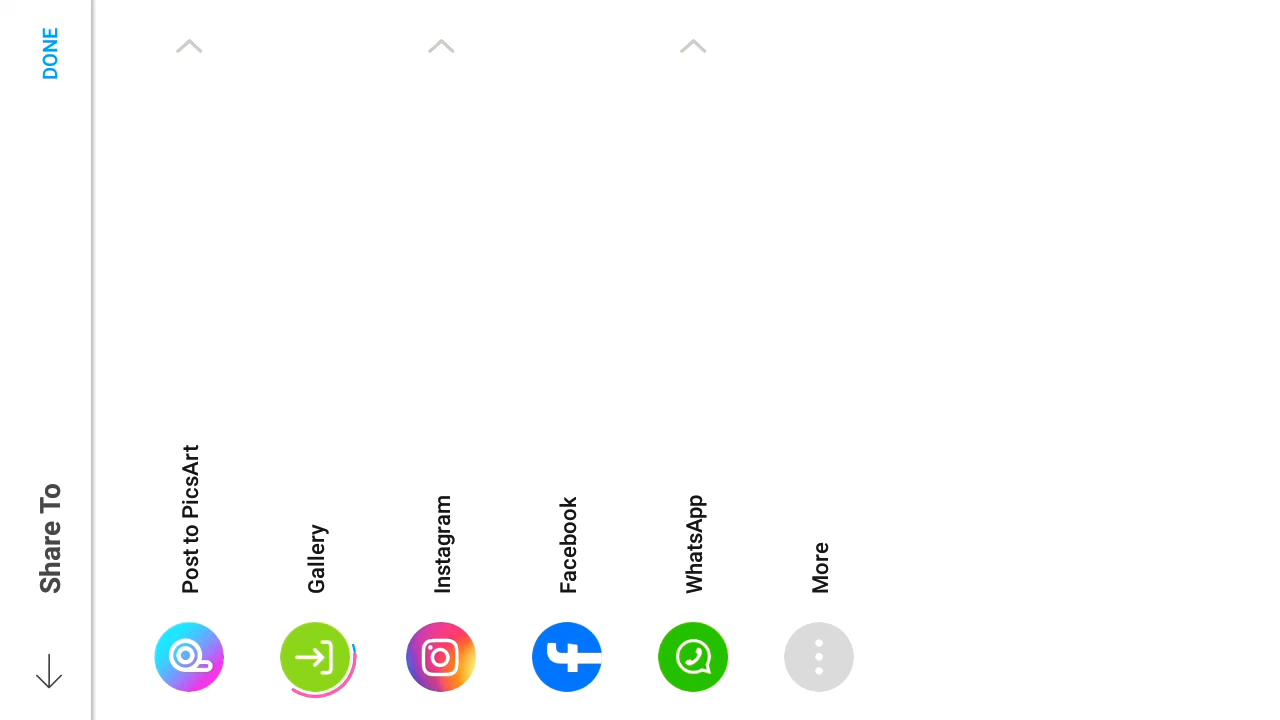 Share To
DONE
Post to PicsArt
Gallery
Instagram
Facebook
WhatsApp
More